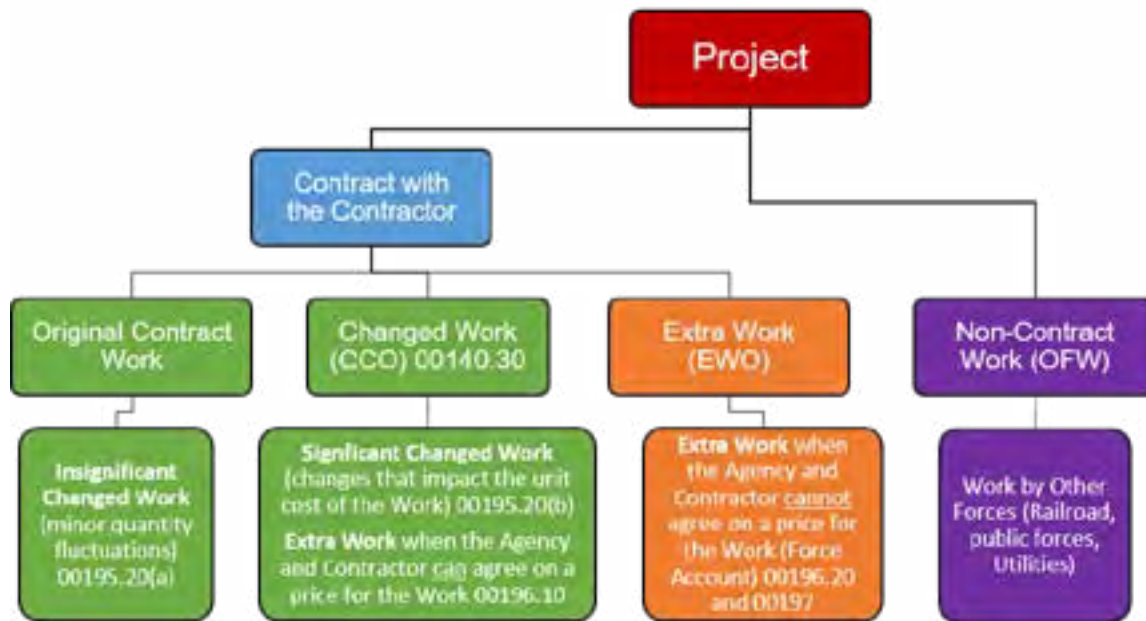 Project
Contract with
the Contractor
Original Contract
Work
Changed Work
(CCO) 00140.30
Extra Work
(EWO)
Non-Contract
Work (OFW)
Insignificant
Changed Work
(minor quantity
fluctuations)
00195.20(a)
Signficant Changed Work
(changes that impact the unit
cost of the Work) 00195.20(b)
Extra Work when the Agency
and Contractor can agree on a
price for the Work 00196.10
Extra Work when
the Agency and
Contractor cannot
agree on a price for
the Work (Force
Account) 00196.20
and 00197
Work by Other
Forces (Railroad,
public forces,
Utilities)